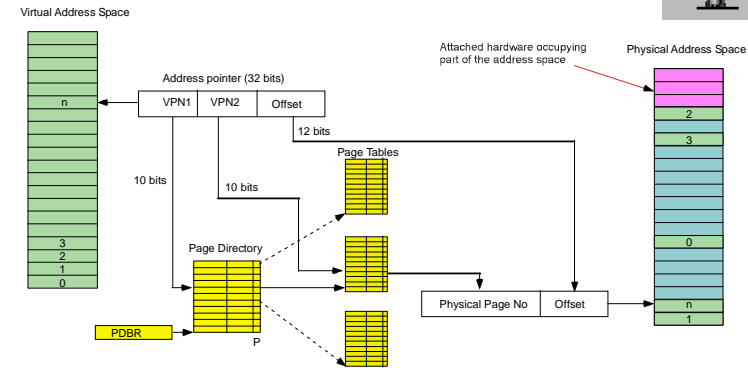 Virtual Address Space
Attached hardware occupying
part of the address space
Physical Address Space
Address pointer (32 bits)
n
VPN1
VPN2
Offset
2
12 bits
3
Page Tables
10 bits
10 bits
3
2
1
0
Page Directory
0
Physical Page No
Offset
n
1
PDBR
P